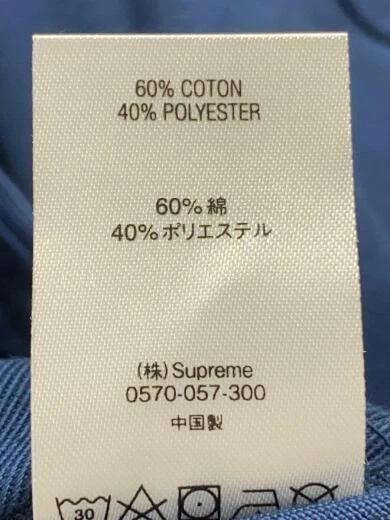 60% COTON
40% POLYESTER
60%綿
40%ポリエステル
(株) Supreme
0570-057-300
中国製
30